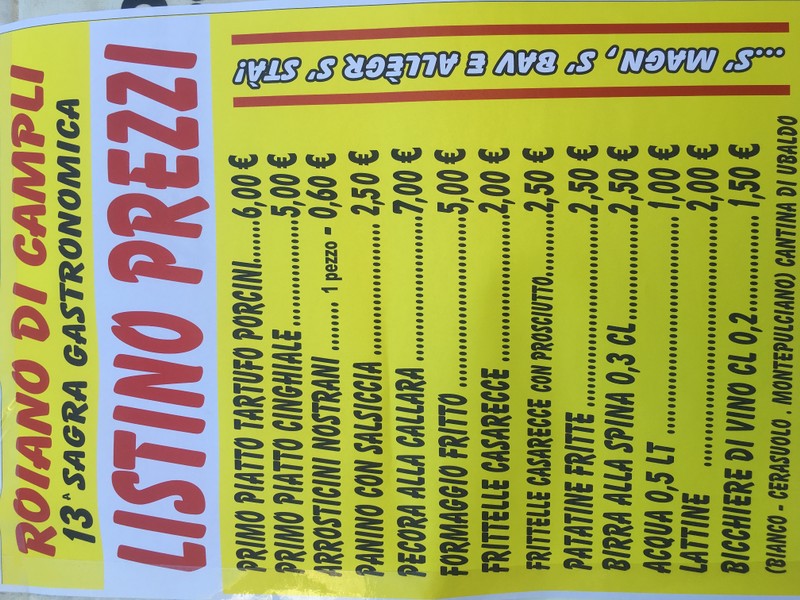 ROIANO DI CAMPLI
13^ SAGRA GASTRONOMICA
LISTINO PREZZI
PRIMO PIATTO TARTUFO PORCINI......6,00 €
PRIMO PIATTO CINGHIALE..................5,00 €
ARROSTICINI NOSTRANI ....... 1 pezzo - 0,60 €
PANINO CON SALSICCIA ..................... 2,50 €
PECORA ALLA CALLARA .....................7,00 €
FORMAGGIO FRITTO ..........................5,00 €
FRITTELLE CASARECCE ......................2,00 €
FRITTELLE CASARECCE CON PROSCIUTTO.........2,50 €
PATATINE FRITTE ............................ 2,50 €
BIRRA ALLA SPINA 0,3 CL .................2,50 €
ACQUA 0,5 LT ................................ 1,00 €
LATTINE .................................... 2,00 €
BICCHIERE DI VINO CL 0,2.............. 1,50 €
(BIANCO - CERASUOLO . MONTEPULCIANO) CANTINA DI UBALDO
...S' MAGN, S' BAV E ALLÈGR S' STÀ!